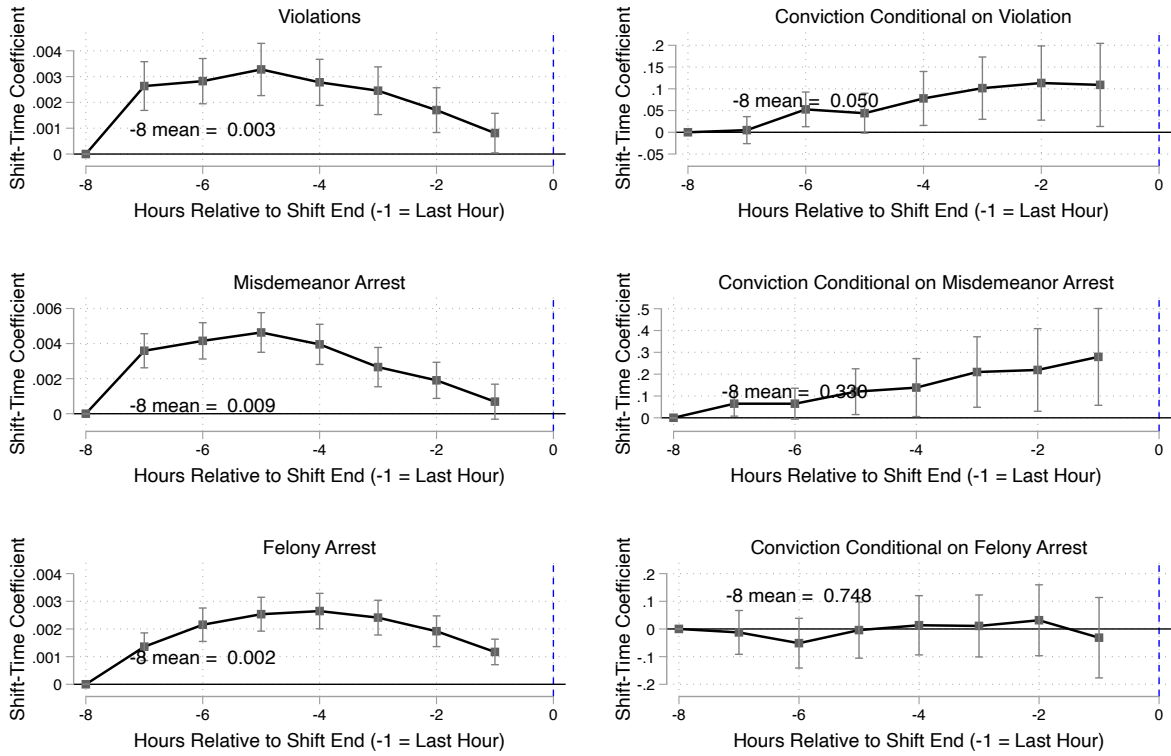 Violations
Shift-Time Coefficient
.004
.003
.002
.001
0
-8 mean = 0.003
-8 -6 -4 -2 0
Hours Relative to Shift End (-1 = Last Hour)
Conviction Conditional on Violation
Shift-Time Coefficient
.2
.15
.1
.05
0
-.05
-8 mean = 0.050
-8 -6 -4 -2 0
Hours Relative to Shift End (-1 = Last Hour)
Misdemeanor Arrest
Shift-Time Coefficient
.006
.004
.002
0
-8 mean = 0.009
-8 -6 -4 -2 0
Hours Relative to Shift End (-1 = Last Hour)
Conviction Conditional on Misdemeanor Arrest
Shift-Time Coefficient
.5
.4
.3
.2
.1
0
-8 mean = 0.330
-8 -6 -4 -2 0
Hours Relative to Shift End (-1 = Last Hour)
Felony Arrest
Shift-Time Coefficient
.004
.003
.002
.001
0
-8 mean = 0.002
-8 -6 -4 -2 0
Hours Relative to Shift End (-1 = Last Hour)
Conviction Conditional on Felony Arrest
Shift-Time Coefficient
.2
.1
0
-.1
-.2
-8 mean = 0.748
-8 -6 -4 -2 0
Hours Relative to Shift End (-1 = Last Hour)